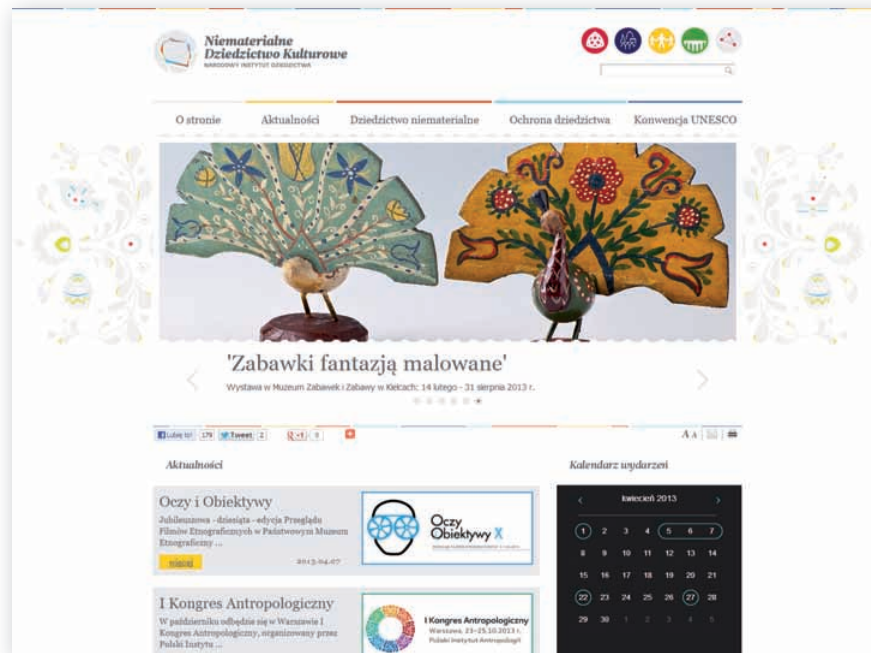 Niematerialne
Dziedzictwo Kulturowe
NARODOWY INSTYTUT DZIEDZICTWA
O stronie
Aktualności
Dziedzictwo niematerialne
Ochrona dziedzictwa
Konwencja UNESCO
'Zabawki fantazją malowane'
Wystawa w Muzeum Zabawek i Zabawy w Kielcach: 14 lutego - 31 sierpnia 2013 r.
Lubię to! 179 Tweet 2 +1 0
A A
Aktualności
Oczy i Obiektywy
Jubileuszowa - dziesiąta - edycja Przeglądu
Filmów Etnograficznych w Państwowym Muzeum
Etnograficzny ...
więcej
2013.04.07
Oczy
Obiektywy X
I Kongres Antropologiczny
W październiku odbędzie się w Warszawie I
Kongres Antropologiczny, organizowany przez
Polski Instytu ...
I Kongres Antropologiczny
Warszawa, 23-25.10.2013 r.
Polski Instytut Antropologii
Kalendarz wydarzeń
kwiecień 2013
1 2 3 4 5 6 7
8 9 10 11 12 13 14
15 16 17 18 19 20 21
22 23 24 25 26 27 28
29 30 1 2 3 4 5